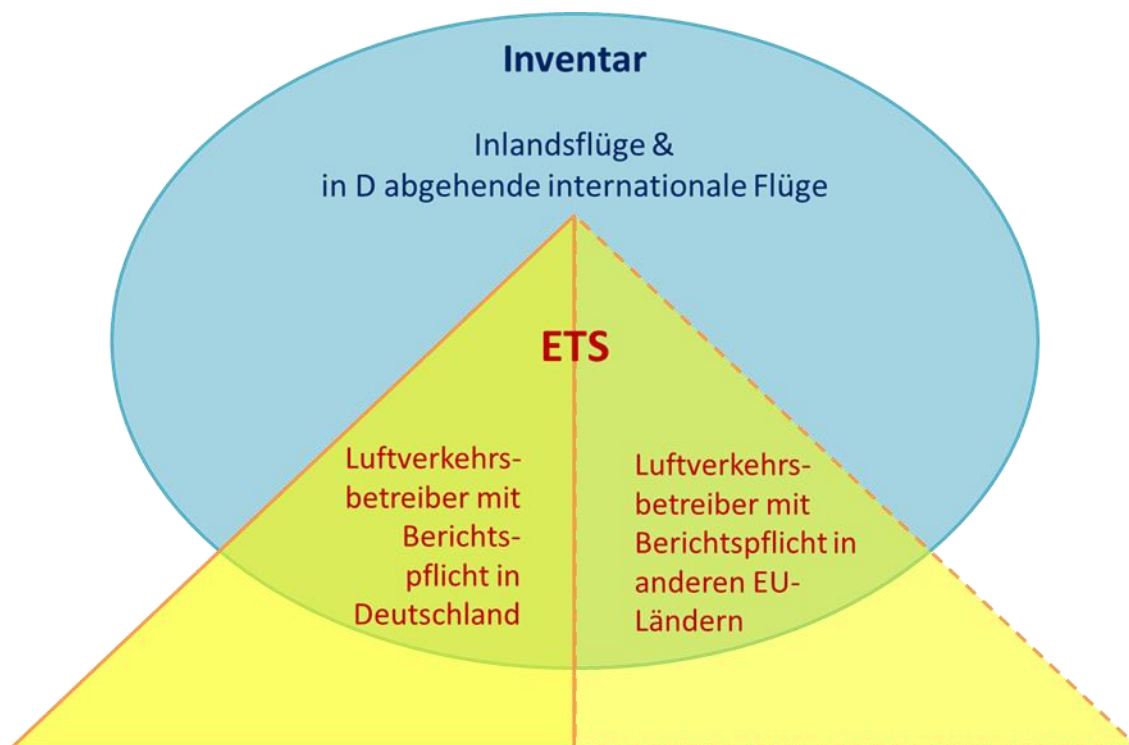 Inventar
Inlandsflüge &
in D abgehende internationale Flüge
ETS
Luftverkehrs-
betreiber mit
Berichts-
pflicht in
Deutschland
Luftverkehrs-
betreiber mit
Berichtspflicht in
anderen EU-
Ländern